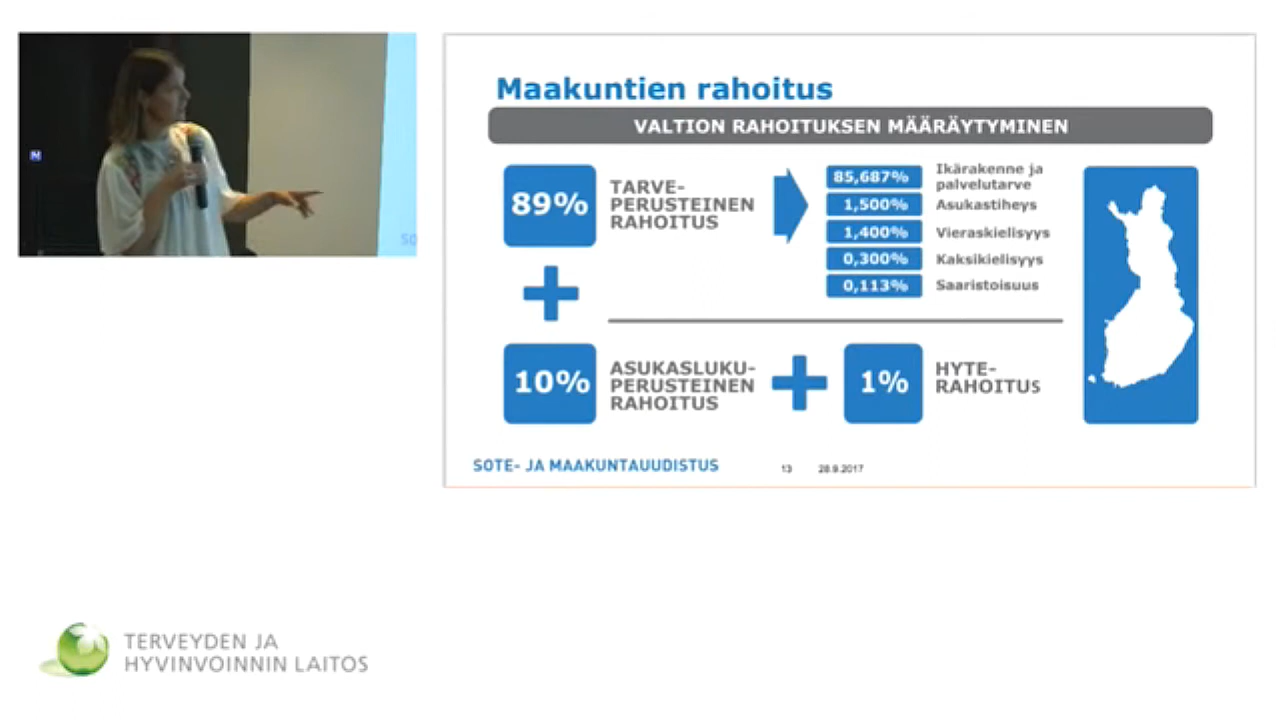 Maakuntien rahoitus
VALTION RAHOITUKSEN MÄÄRÄYTYMINEN
89%
TARVE-
PERUSTEINEN
RAHOITUS
85,687%
Ikärakenne ja
palvelutarve
1,500%
Asukastiheys
1,400%
Vieraskielisyys
0,300%
Kaksikielisyys
0,113%
Saaristoisuus
10%
ASUKASLUKU-
PERUSTEINEN
RAHOITUS
1%
HYTE-
RAHOITUS
SOTE- JA MAAKUNTAUUDISTUS
13
28.9.2017
TERVEYDEN JA
HYVINVOINNIN LAITOS